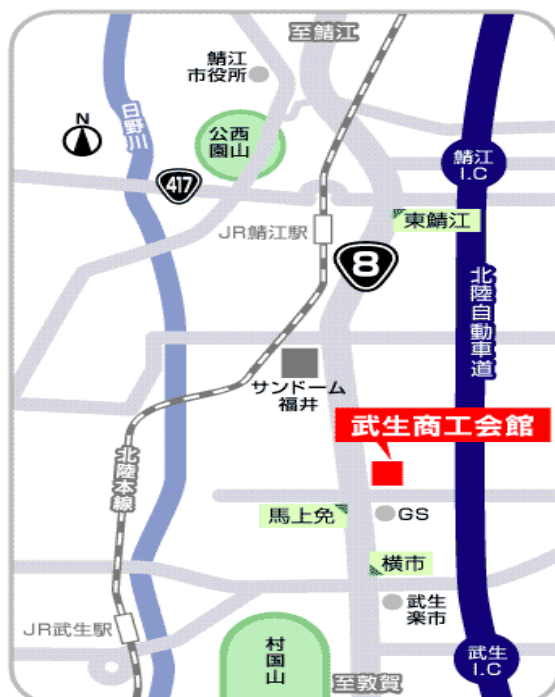 至鯖江
鯖江
市役所
日野川
N
公西
園山
417
鯖江
I.C
東鯖江
JR鯖江駅
8
北陸自動車道
サンドーム
福井
武生商工会館
北陸本線
馬上免
GS
横市
武生
楽市
JR武生駅
村国山
武生
I.C
至敦賀